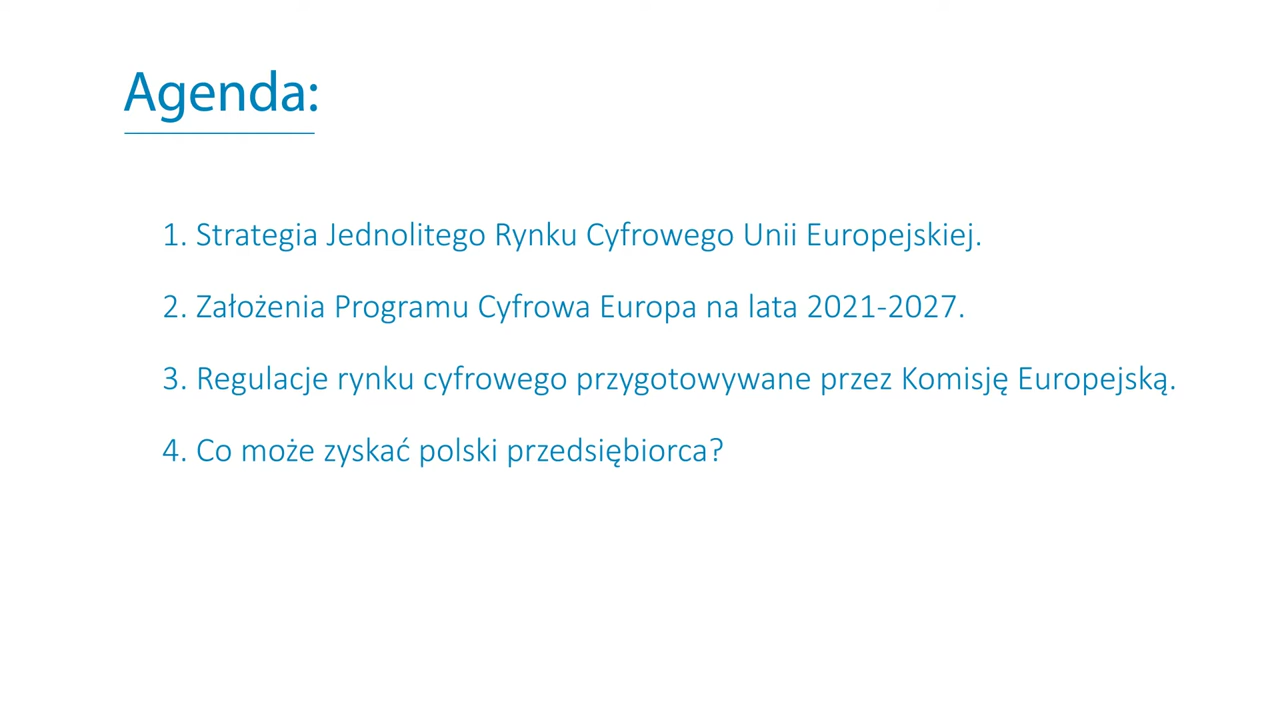 Agenda:
1. Strategia Jednolitego Rynku Cyfrowego Unii Europejskiej.
2. Założenia Programu Cyfrowa Europa na lata 2021-2027.
3. Regulacje rynku cyfrowego przygotowywane przez Komisję Europejską.
4. Co może zyskać polski przedsiębiorca?